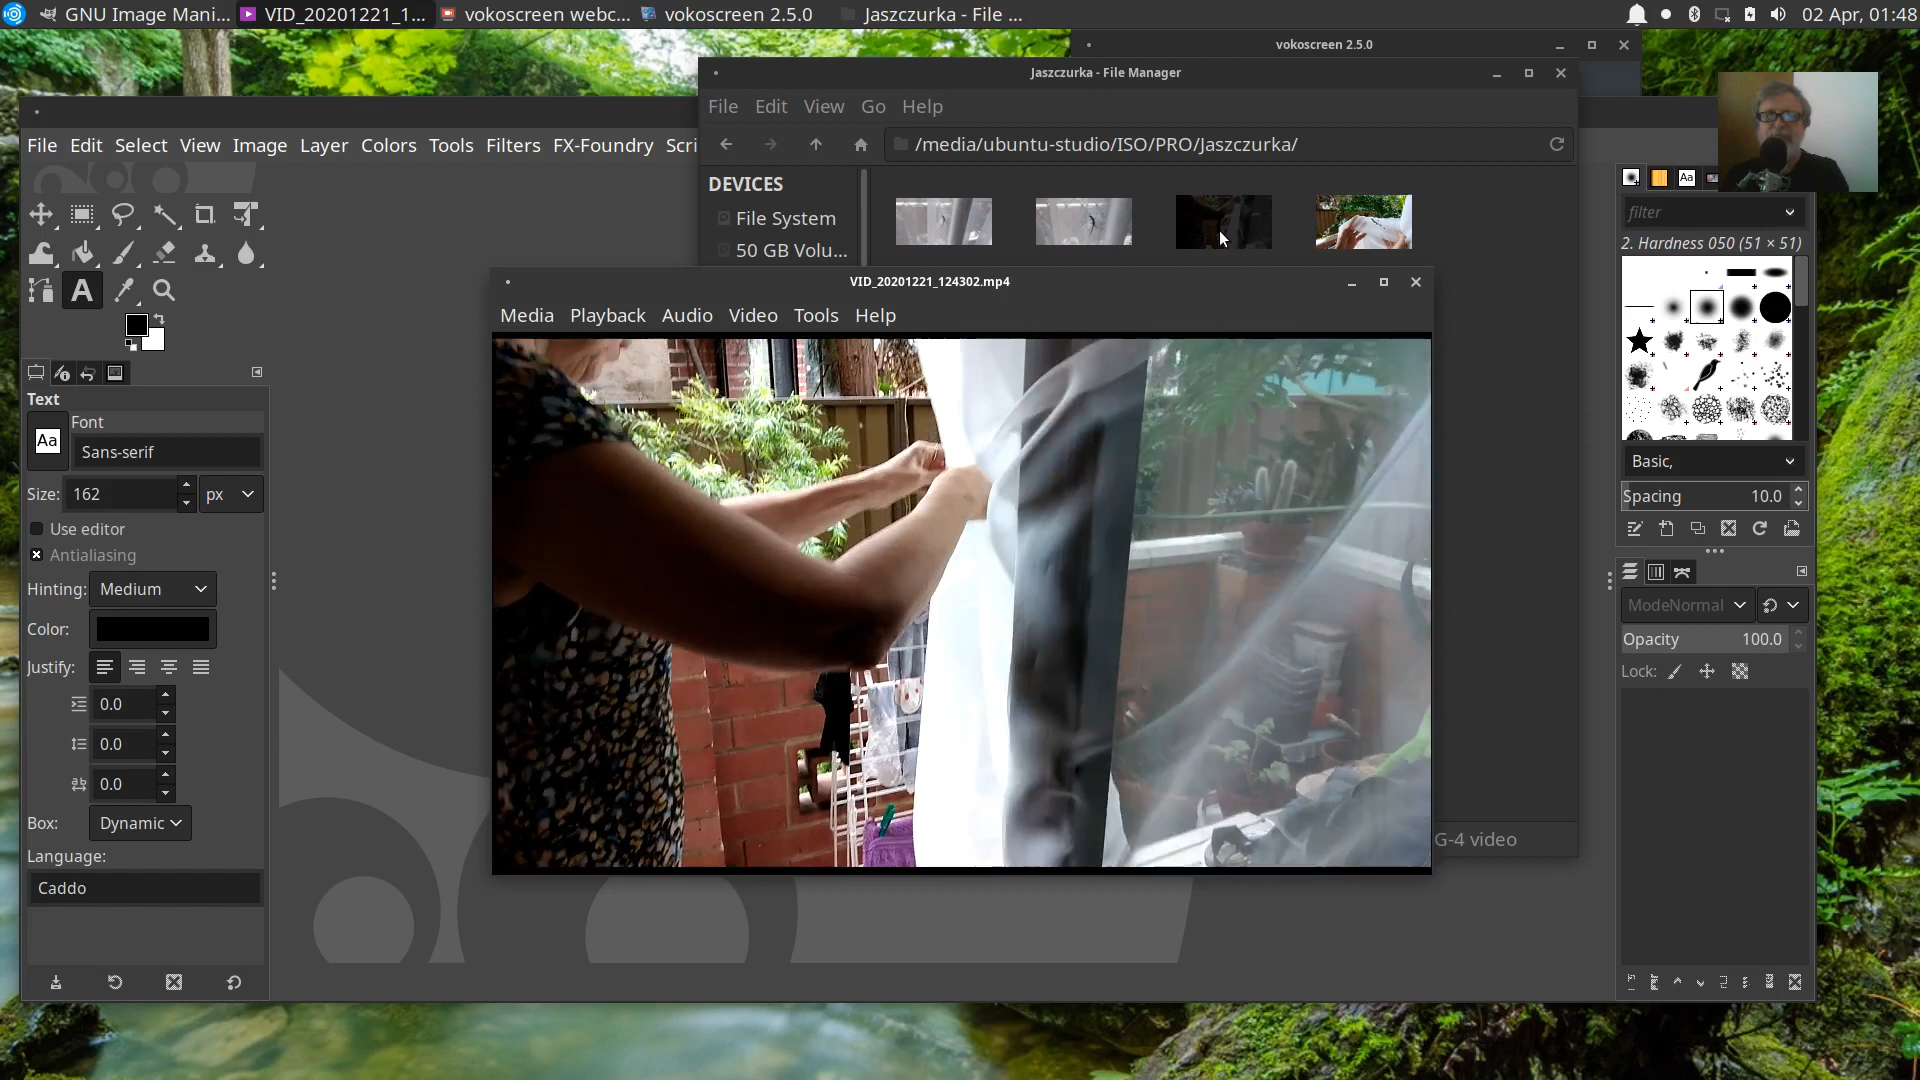 GNU Image Mani...
VID_20201221_1...
vokoscreen webc...
vokoscreen 2.5.0
Jaszczurka - File ...
02 Apr, 01:48
vokoscreen 2.5.0
Jaszczurka - File Manager
File Edit View Go Help
/media/ubuntu-studio/ISO/PRO/Jaszczurka/
DEVICES
File System
50 GB Volu...
G-4 video
File Edit Select View Image Layer Colors Tools Filters FX-Foundry Scri
VID_20201221_124302.mp4
Media Playback Audio Video Tools Help
A
Text
Font
Aa
Sans-serif
Size: 162 px
Use editor
Antialiasing
Hinting: Medium
Color:
Justify:
0.0
0.0
0.0
Box: Dynamic
Language:
Caddo
Aa
filter
2. Hardness 050 (51 × 51)
Basic,
Spacing 10.0
ModeNormal
Opacity 100.0
Lock: